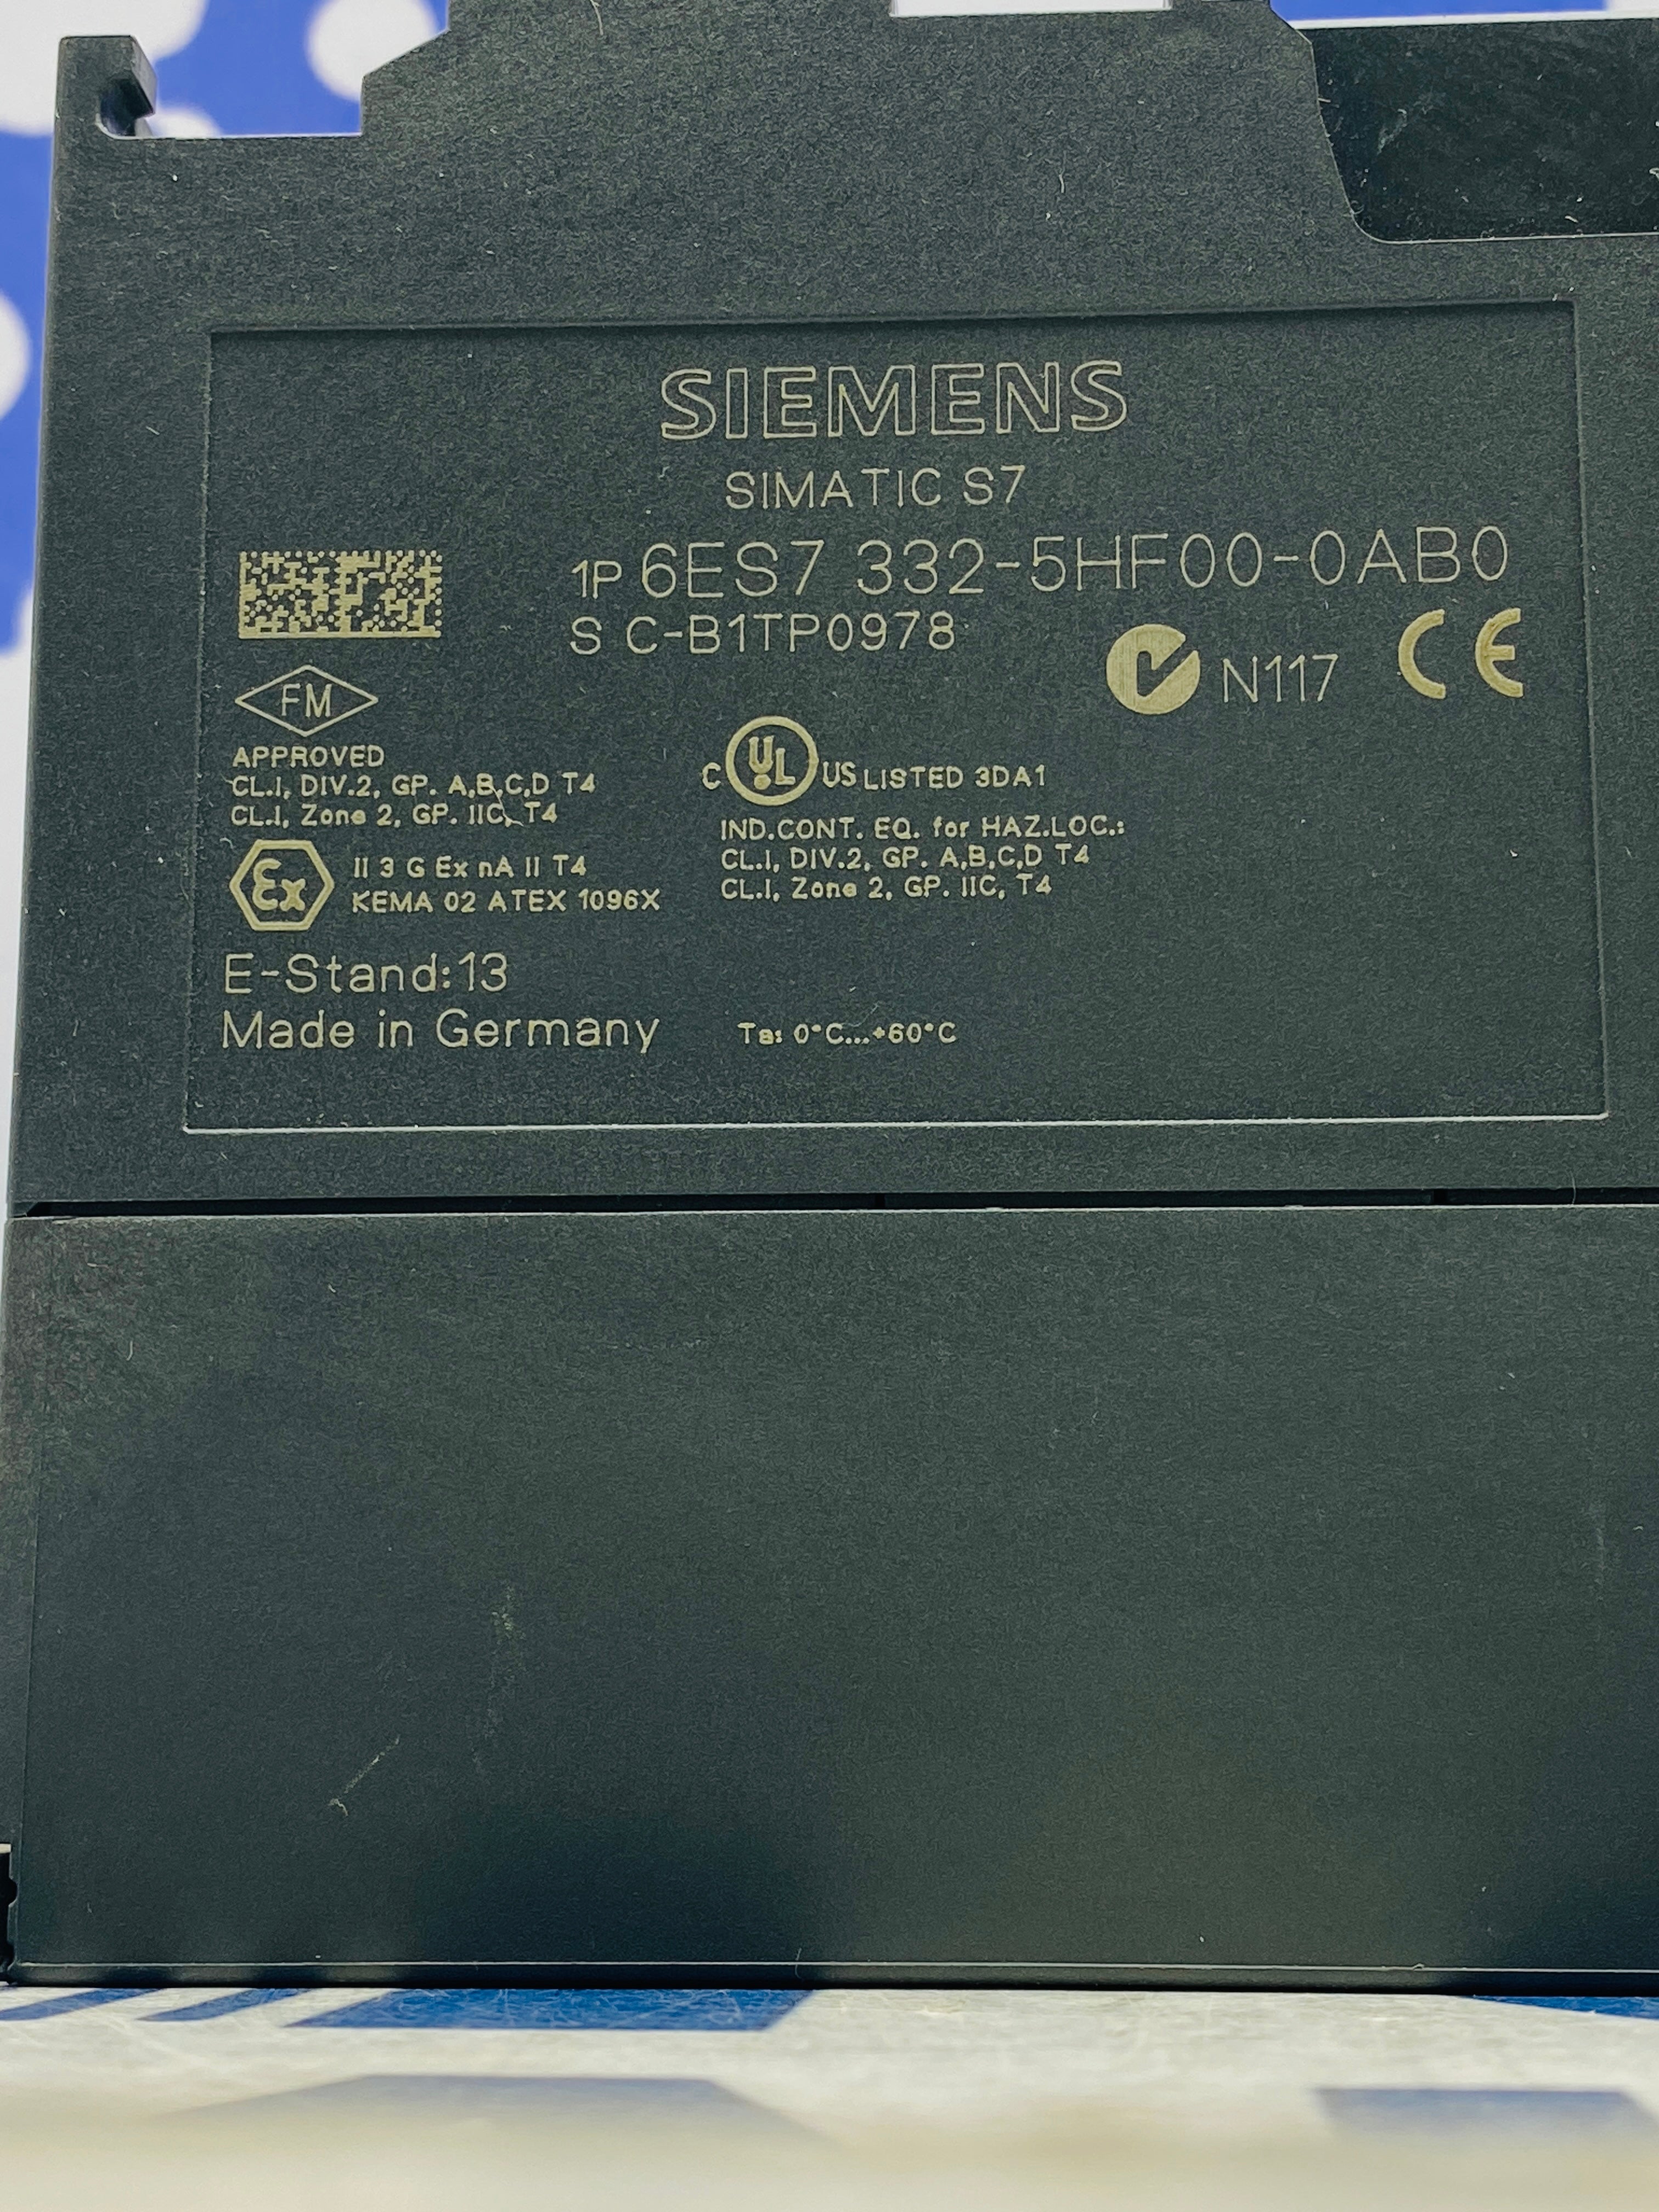 SIEMENS
SIMATIC S7
1P 6ES7 332-5HF00-0AB0
S C-B1TP0978
N117 CE
FM
APPROVED
CL.I, DIV.2, GP. A,B,C,D T4
CL.I, Zone 2, GP. IIC, T4
C UL US LISTED 3DA1
IND.CONT. EQ. for HAZ.LOC.:
CL.I, DIV.2, GP. A,B,C,D T4
CL.I, Zone 2, GP. IIC, T4
Ex II 3 G Ex nA II T4
KEMA 02 ATEX 1096X
E-Stand:13
Made in Germany
Ta: 0°C...+60°C